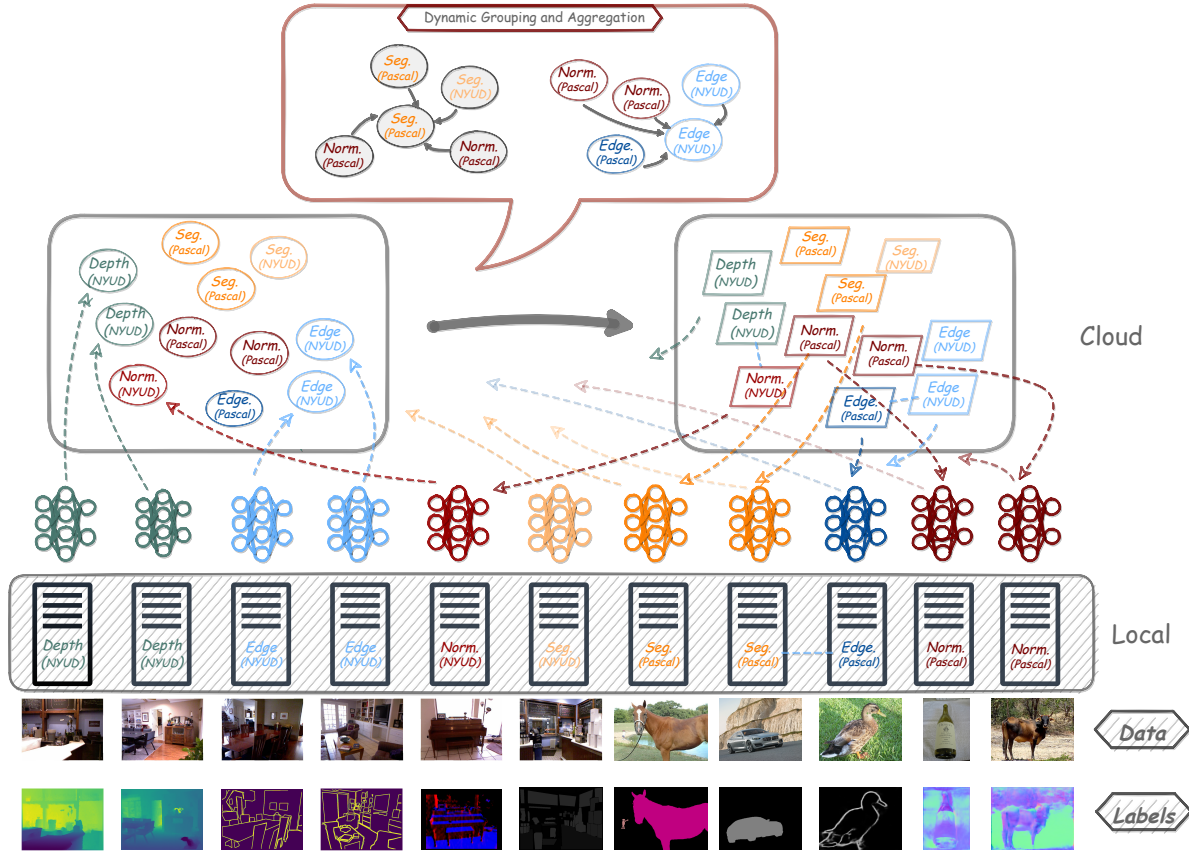 Dynamic Grouping and Aggregation
Seg.
(Pascal)
Seg.
(NYUD)
Seg.
(Pascal)
Norm.
(Pascal)
Norm.
(Pascal)
Norm.
(Pascal)
Norm.
(Pascal)
Edge
(NYUD)
Edge.
(Pascal)
Edge
(NYUD)
Depth
(NYUD)
Seg.
(Pascal)
Seg.
(NYUD)
Seg.
(Pascal)
Depth
(NYUD)
Norm.
(Pascal)
Norm.
(Pascal)
Edge
(NYUD)
Norm.
(NYUD)
Edge.
(Pascal)
Edge
(NYUD)
Depth
(NYUD)
Seg.
(Pascal)
Seg.
(NYUD)
Seg.
(Pascal)
Depth
(NYUD)
Norm.
(Pascal)
Norm.
(Pascal)
Edge
(NYUD)
Norm.
(NYUD)
Edge.
(Pascal)
Edge
(NYUD)
Cloud
Depth
(NYUD)
Depth
(NYUD)
Edge
(NYUD)
Edge
(NYUD)
Norm.
(NYUD)
Seg.
(NYUD)
Seg.
(Pascal)
Seg.
(Pascal)
Edge.
(Pascal)
Norm.
(Pascal)
Norm.
(Pascal)
Local
Data
Labels